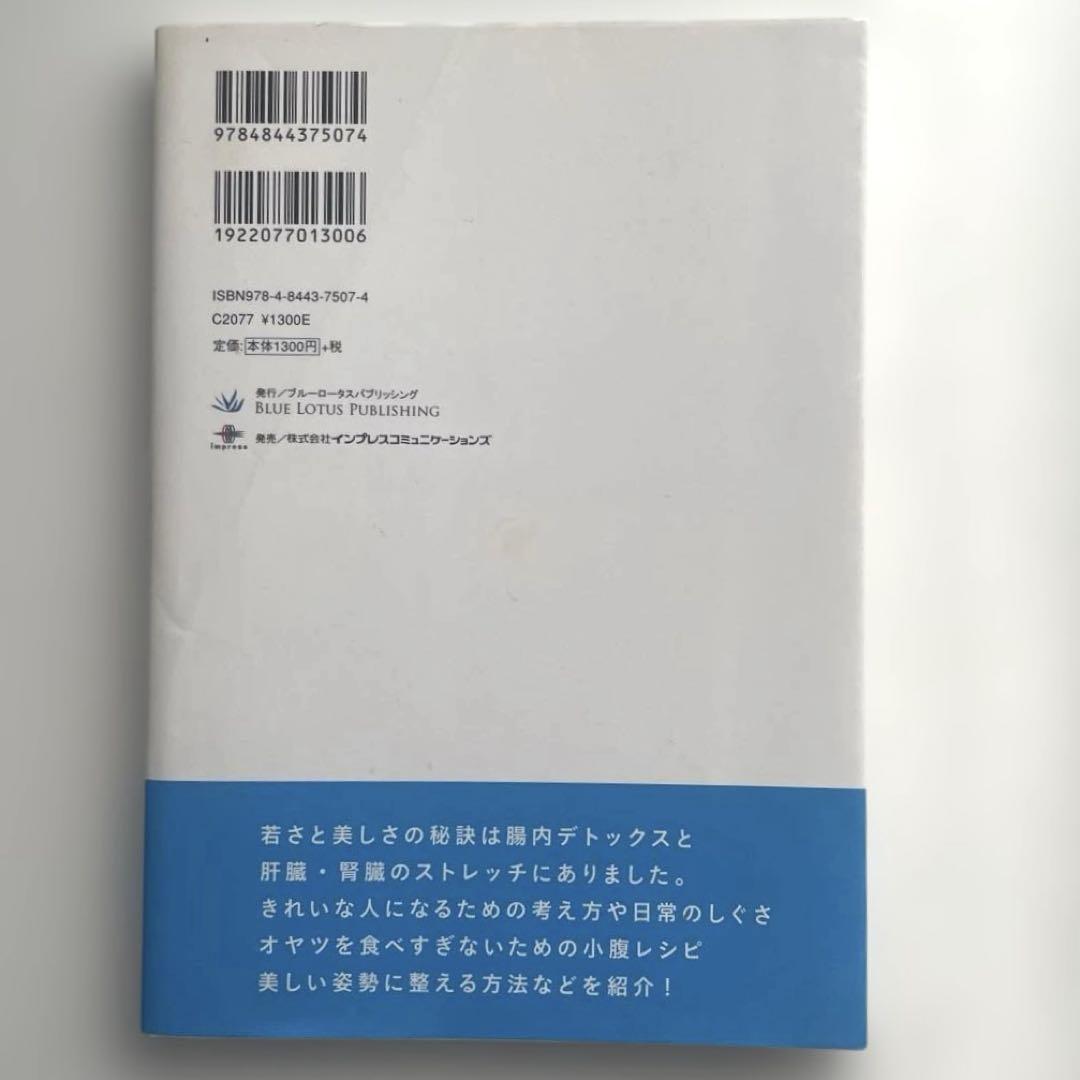 9784844375074
1922077013006
ISBN978-4-8443-7507-4
C2077 ¥1300E
定価:本体1300円+税
発行／ブルーロータスパブリッシング
BLUE LOTUS PUBLISHING
impress 発売／株式会社インプレスコミュニケーションズ
若さと美しさの秘訣は腸内デトックスと
肝臓・腎臓のストレッチにありました。
きれいな人になるための考え方や日常のしぐさ
オヤツを食べすぎないための小腹レシピ
美しい姿勢に整える方法などを紹介！